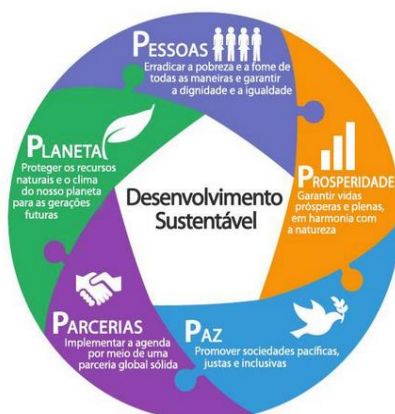 PESSOAS
Erradicar a pobreza e a fome de
todas as maneiras e garantir
a dignidade e a igualdade
PLANETA
Proteger os recursos
naturais e o clima
do nosso planeta
para as gerações
futuras
PROSPERIDADE
Garantir vidas
prósperas e plenas,
em harmonia com
a natureza
Desenvolvimento
Sustentável
PARCERIAS
Implementar a agenda
por meio de uma
parceria global sólida
PAZ
Promover sociedades pacíficas,
justas e inclusivas